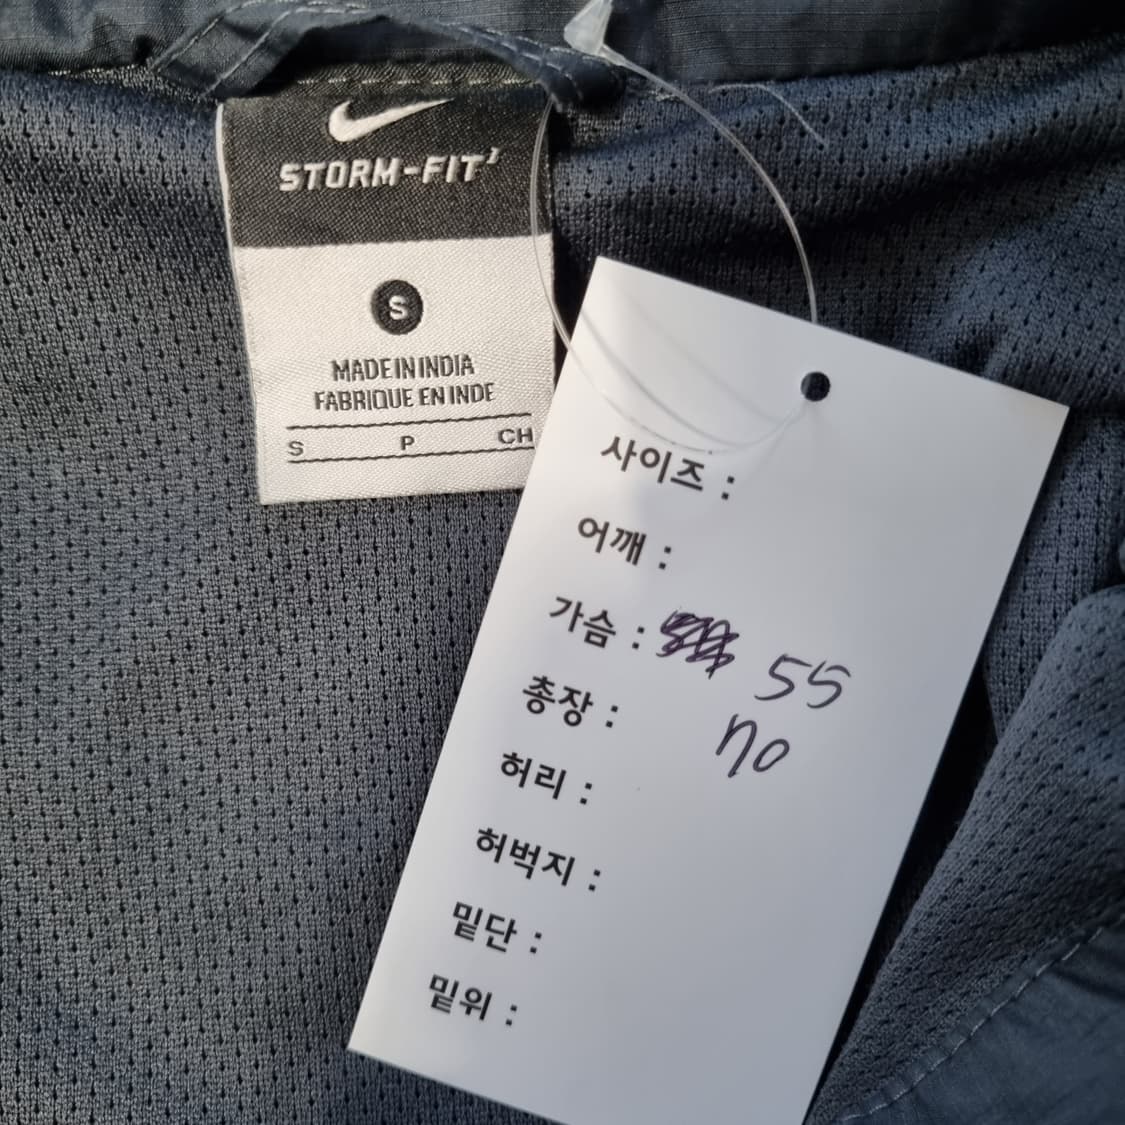 STORM-FIT¹
S
MADE IN INDIA
FABRIQUE EN INDE
S P CH
사이즈 :
어깨 :
가슴 : 55
총장 : 70
허리 :
허벅지 :
밑단 :
밑위 :